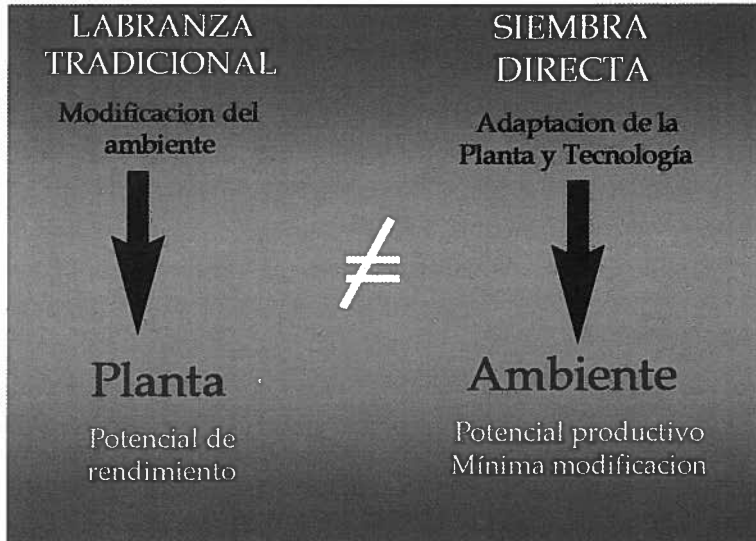 LABRANZA
TRADICIONAL
Modificacion del
ambiente
Planta
Potencial de
rendimiento
≠
SIEMBRA
DIRECTA
Adaptacion de la
Planta y Tecnología
Ambiente
Potencial productivo
Mínima modificacion